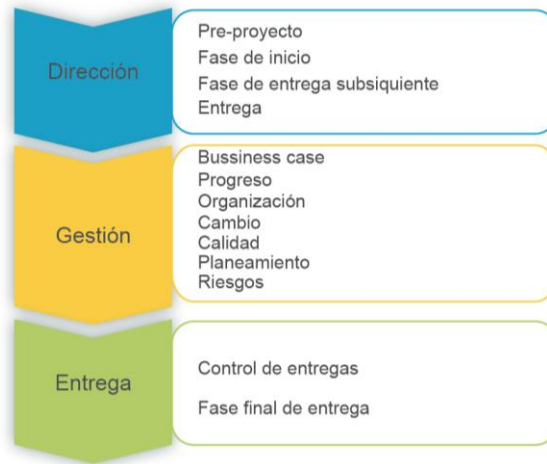 Dirección
Pre-proyecto
Fase de inicio
Fase de entrega subsiquiente
Entrega
Gestión
Bussiness case
Progreso
Organización
Cambio
Calidad
Planeamiento
Riesgos
Entrega
Control de entregas
Fase final de entrega